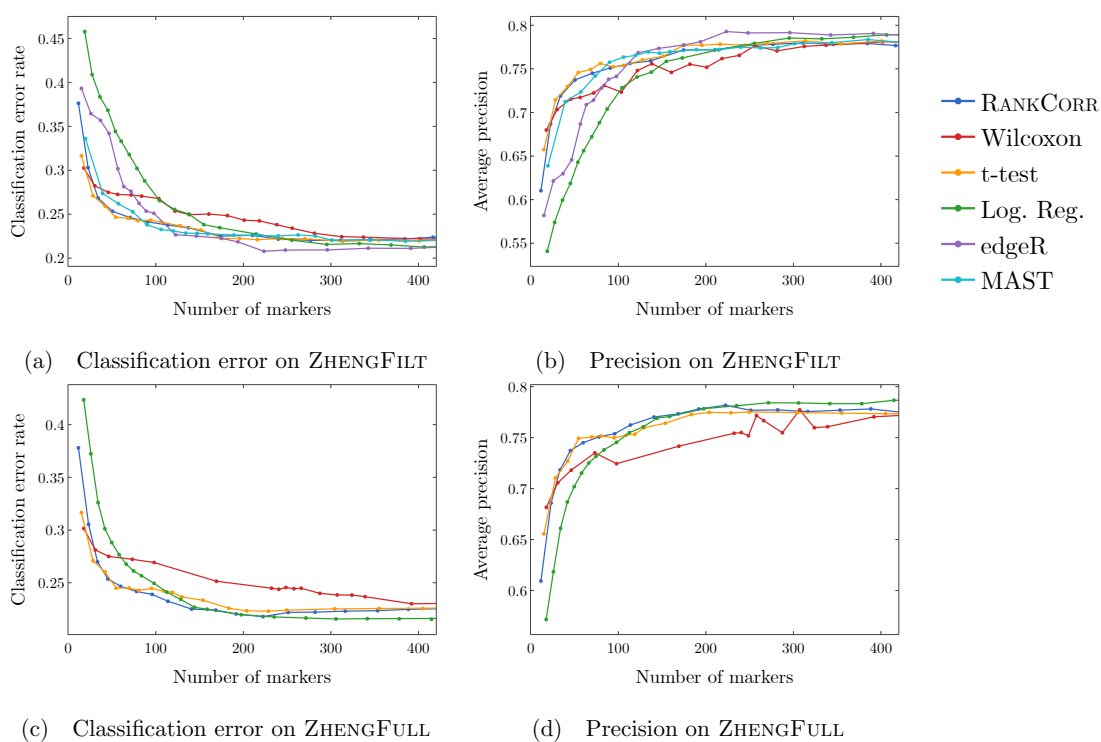 0.45
0.4
0.35
0.3
0.25
0.2
Classification error rate
0
100
200
300
400
Number of markers
(a) Classification error on ZHENGFILT
0.8
0.75
0.7
0.65
0.6
0.55
Average precision
0
100
200
300
400
Number of markers
(b) Precision on ZHENGFILT
RANKCORR
Wilcoxon
t-test
Log. Reg.
edgeR
MAST
0.4
0.35
0.3
0.25
Classification error rate
0
100
200
300
400
Number of markers
(c) Classification error on ZHENGFULL
0.8
0.75
0.7
0.65
0.6
Average precision
0
100
200
300
400
Number of markers
(d) Precision on ZHENGFULL